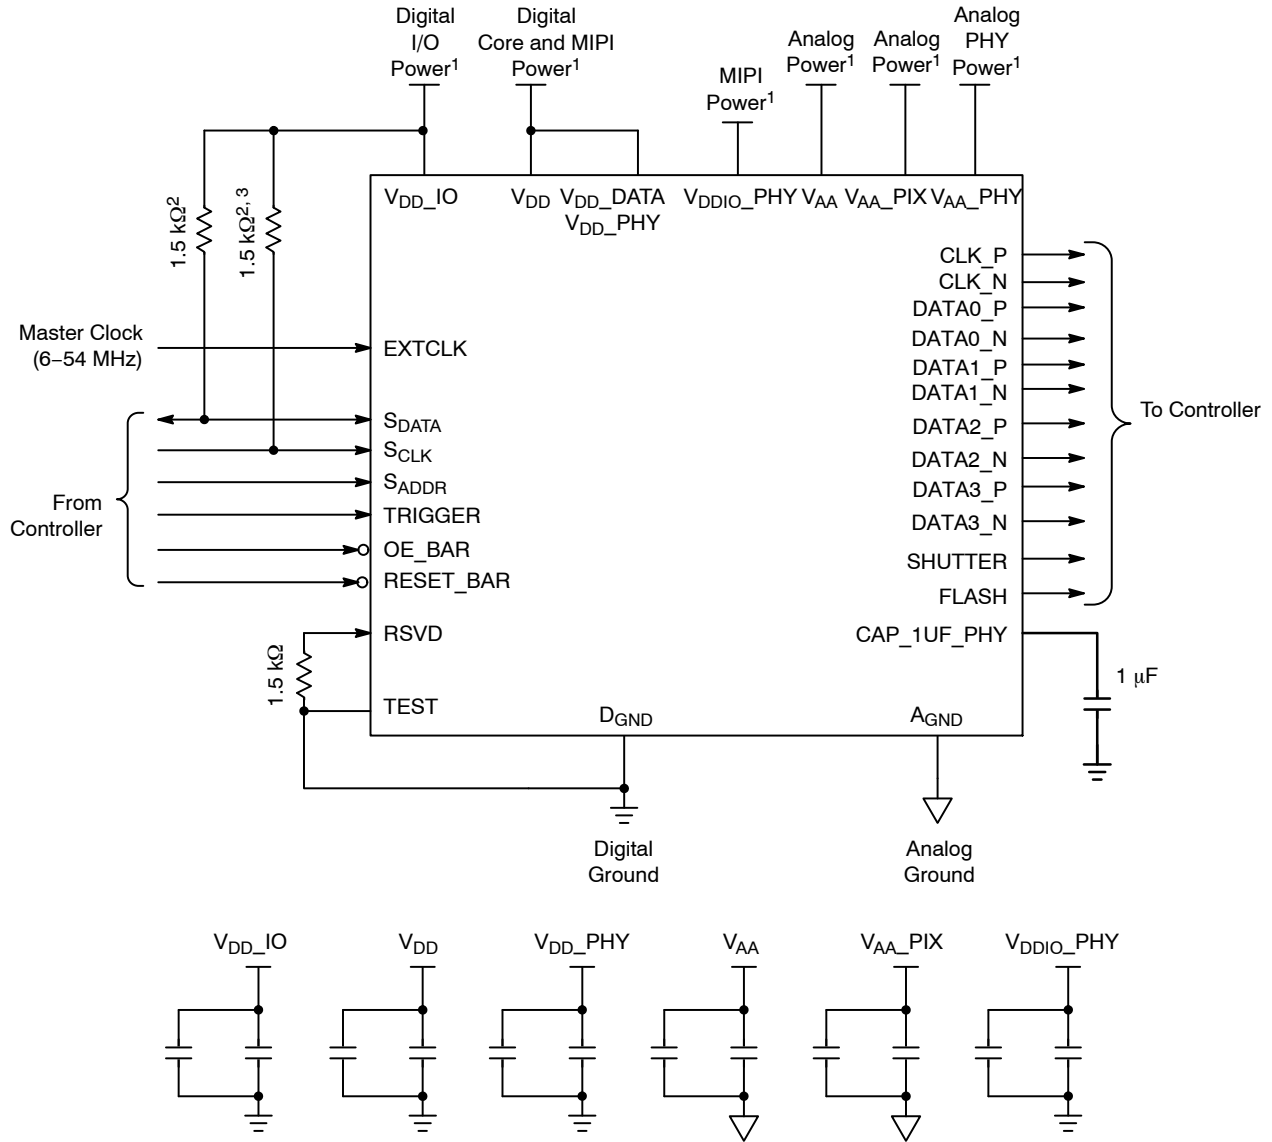 Digital
I/O
Power1
Digital
Core and MIPI
Power1
MIPI
Power1
Analog
Power1
Analog
Power1
Analog
PHY
Power1
VDD_IO
VDD
VDD_DATA
VDD_PHY
VDDIO_PHY
VAA
VAA_PIX
VAA_PHY
1.5 kΩ2
1.5 kΩ2, 3
Master Clock
(6–54 MHz)
From
Controller
EXTCLK
SDATA
SCLK
SADDR
TRIGGER
OE_BAR
RESET_BAR
RSVD
TEST
1.5 kΩ
CLK_P
CLK_N
DATA0_P
DATA0_N
DATA1_P
DATA1_N
DATA2_P
DATA2_N
DATA3_P
DATA3_N
SHUTTER
FLASH
CAP_1UF_PHY
To Controller
1 μF
DGND
AGND
Digital
Ground
Analog
Ground
VDD_IO
VDD
VDD_PHY
VAA
VAA_PIX
VDDIO_PHY